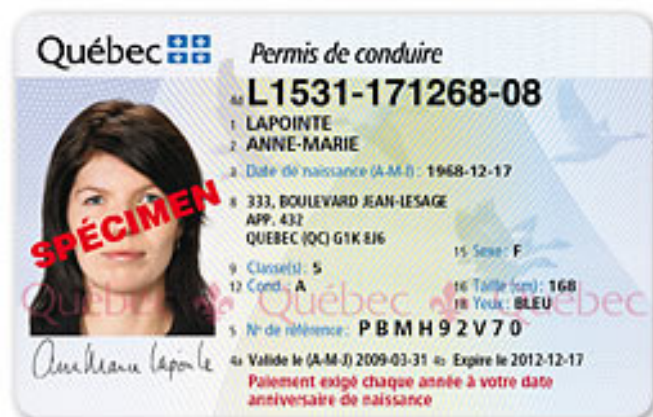 Québec
Permis de conduire
4d L1531-171268-08
1 LAPOINTE
2 ANNE-MARIE
3 Date de naissance (A-M-J) : 1968-12-17
8 333, BOULEVARD JEAN-LESAGE
APP. 432
QUEBEC (QC) G1K 8J6
15 Sexe : F
9 Classe(s) : 5
12 Cond. : A
16 Taille (cm) : 168
18 Yeux : BLEU
Québec Québec Québec
5 Nº de référence : PBMH92V70
4a Valide le (A-M-J) 2009-03-31 4b Expire le 2012-12-17
Paiement exigé chaque année à votre date
anniversaire de naissance
SPÉCIMEN
Anne Marie Lapointe